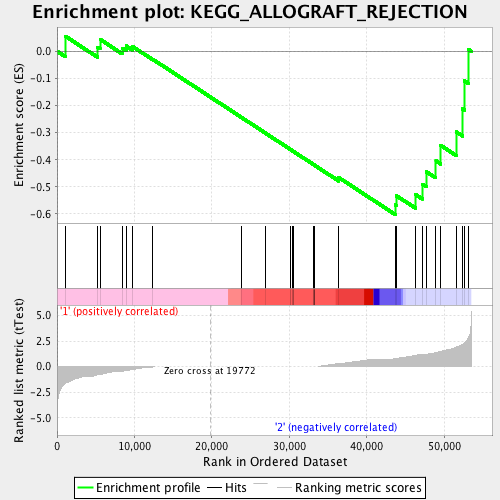 Enrichment plot: KEGG_ALLOGRAFT_REJECTION
Enrichment score (ES)
0.0
-0.1
-0.2
-0.3
-0.4
-0.5
-0.6
'1' (positively correlated)
Ranked list metric (tTest)
5.0
2.5
0.0
-2.5
-5.0
Zero cross at 19772
'2' (negatively correlated)
0
10,000
20,000
30,000
40,000
50,000
Rank in Ordered Dataset
Enrichment profile
Hits
Ranking metric scores